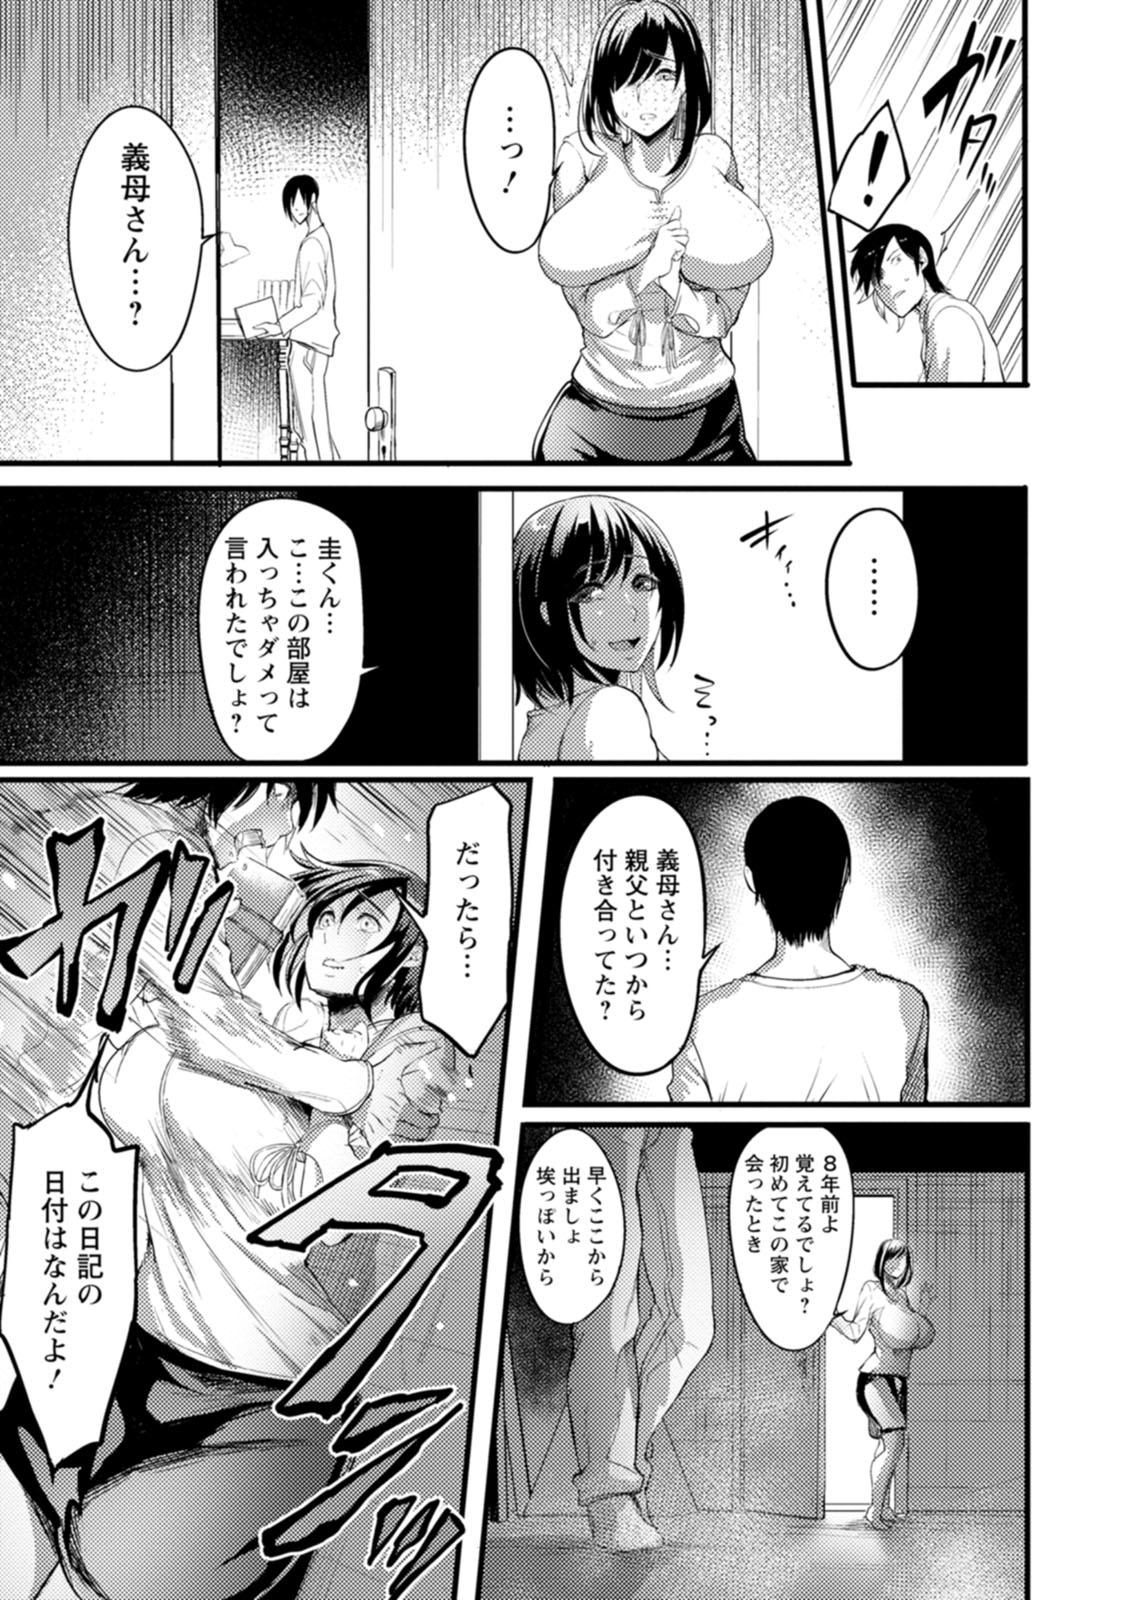 ガタッ
！
…っ！
義母さん…？
……
ギィ…
ギっ…
圭くん…
こ…この部屋は
入っちゃダメって
言われたでしょ？
義母さん…
親父といつから
付き合ってた？
８年前よ
覚えてるでしょ？
初めてこの家で
会ったとき
早くここから
出ましょ
埃っぽいから
だったら…
この日記の
日付はなんだよ！
ガタッ